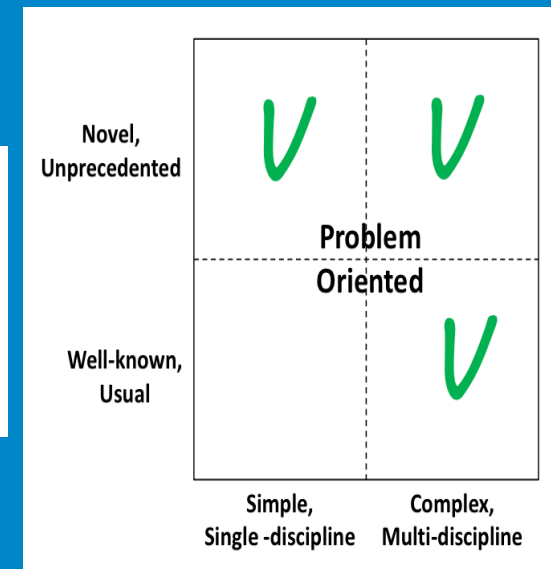 Novel,
Unprecedented
V
V
Problem
Oriented
Well-known,
Usual
V
Simple,
Single -discipline
Complex,
Multi-discipline